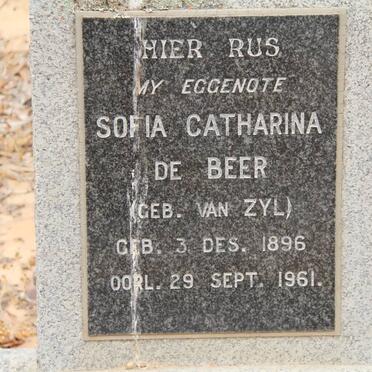 HIER RUS
MY EGGENOTE
SOFIA CATHARINA
DE BEER
(GEB. VAN ZYL)
GEB. 3 DES. 1896
OORL. 29 SEPT. 1961.